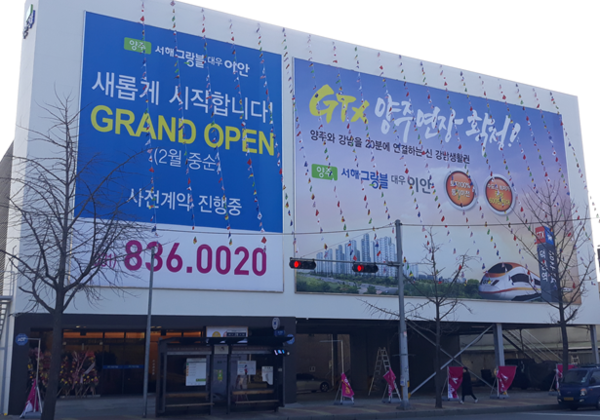 양주 서해그랑블 대우 이안
새롭게 시작합니다!
GRAND OPEN
(2월 중순)
사전계약 진행중
836.0020
GTX 양주연장 확정!
양주와 강남을 20분에 연결하는 신 강남생활권
양주 서해그랑블 대우 이안